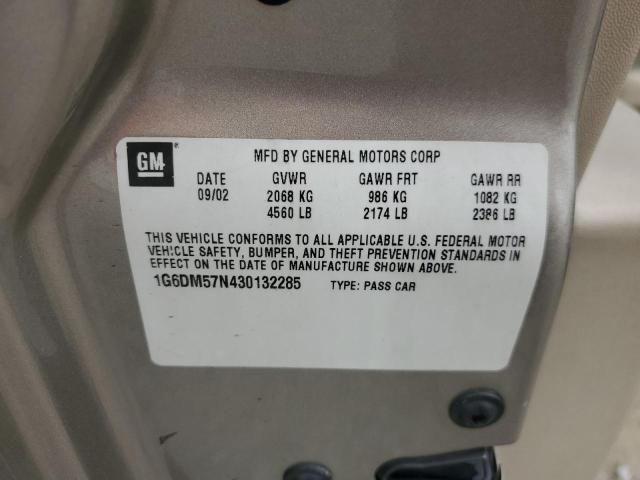 GM
MFD BY GENERAL MOTORS CORP
DATE GVWR GAWR FRT GAWR RR
09/02 2068 KG 986 KG 1082 KG
4560 LB 2174 LB 2386 LB
THIS VEHICLE CONFORMS TO ALL APPLICABLE U.S. FEDERAL MOTOR
VEHICLE SAFETY, BUMPER, AND THEFT PREVENTION STANDARDS IN
EFFECT ON THE DATE OF MANUFACTURE SHOWN ABOVE.
1G6DM57N430132285 TYPE: PASS CAR